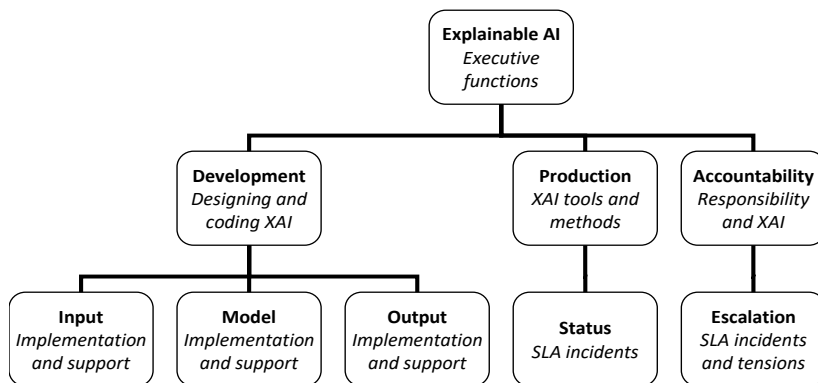 Explainable AI
Executive
functions
Development
Designing and
coding XAI
Production
XAI tools and
methods
Accountability
Responsibility
and XAI
Input
Implementation
and support
Model
Implementation
and support
Output
Implementation
and support
Status
SLA incidents
Escalation
SLA incidents
and tensions